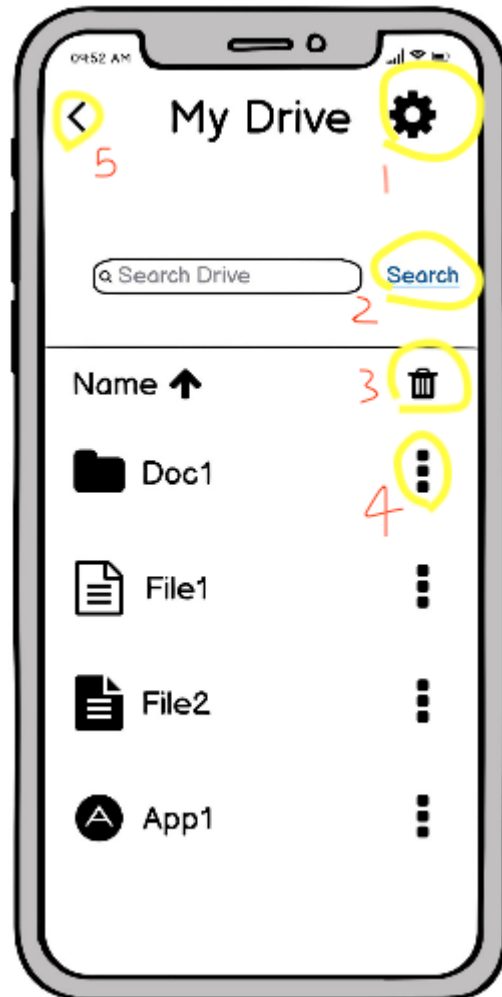 09:52 AM
My Drive
5
1
Search Drive
Search
2
Name
3
Doc1
4
File1
File2
App1